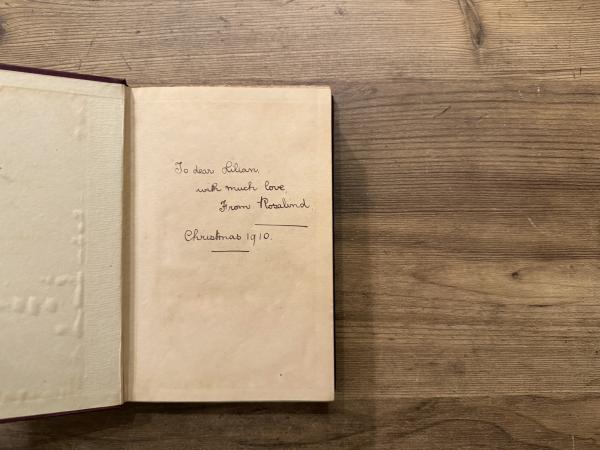 To dear Lilian,
with much love,
From Rosalind
Christmas 1910.